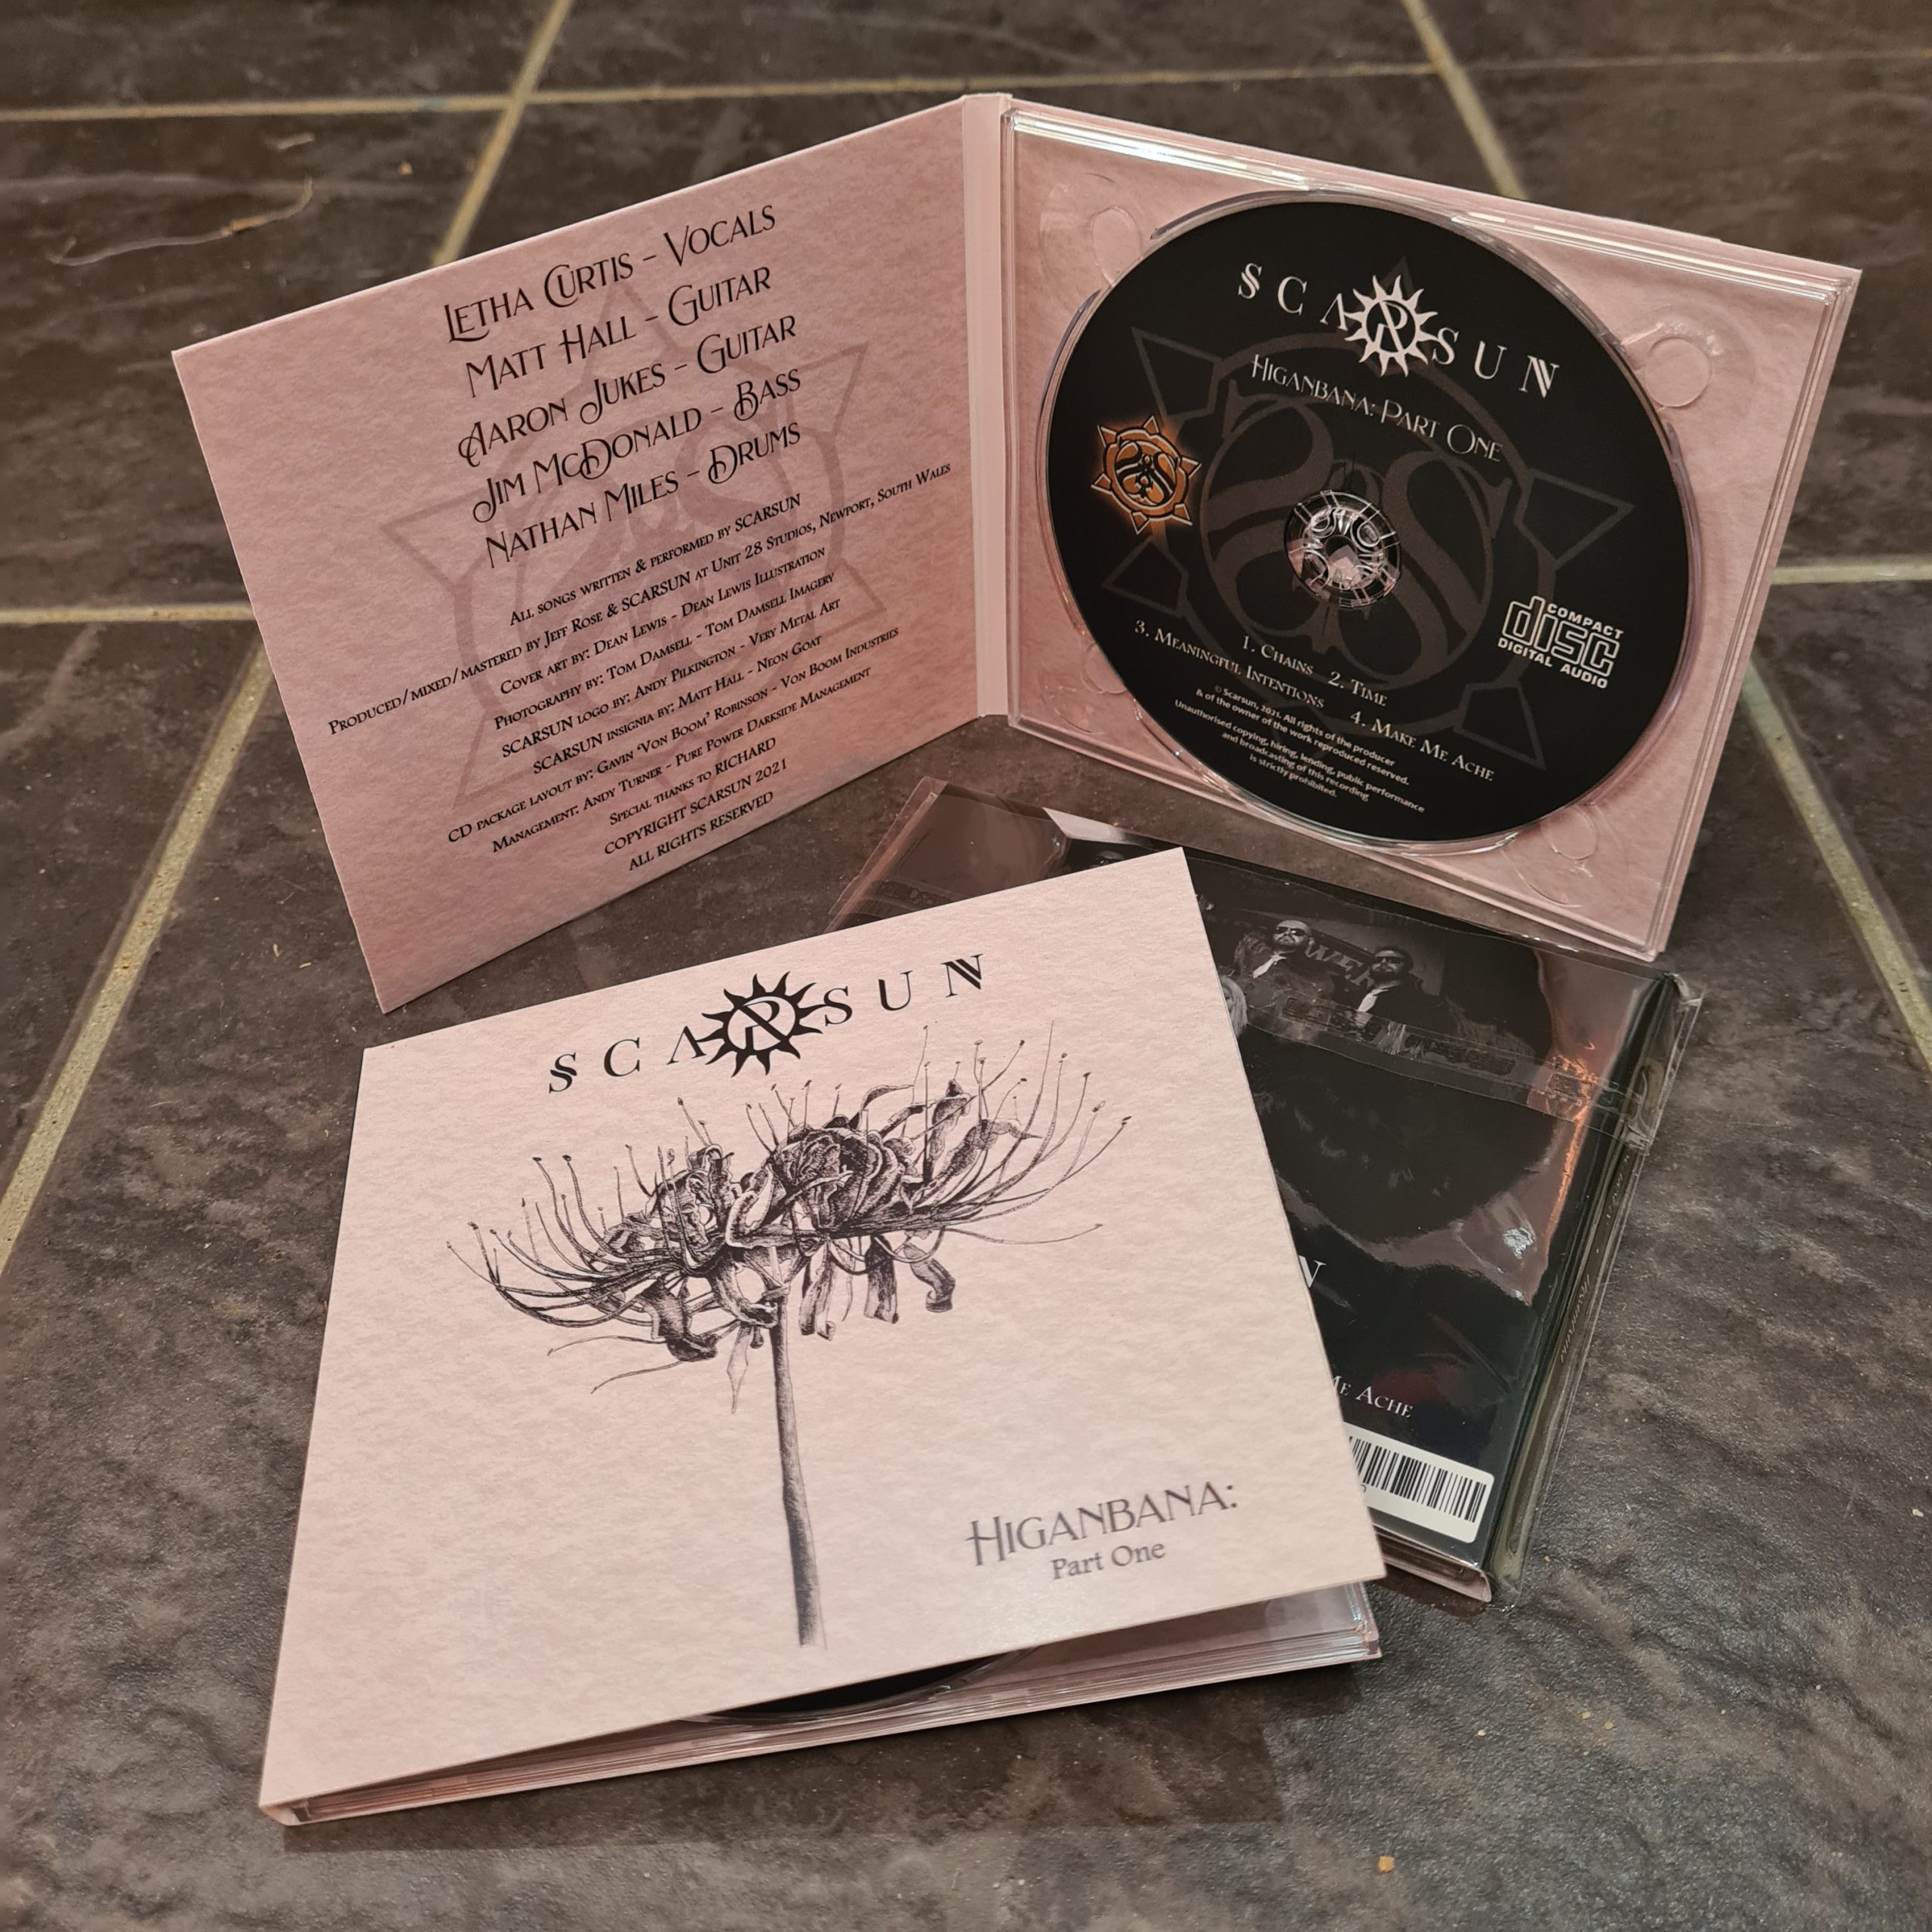 Letha Curtis - Vocals
Matt Hall - Guitar
Aaron Jukes - Guitar
Jim McDonald - Bass
Nathan Miles - Drums
All songs written & performed by SCARSUN
Produced/mixed/mastered by Jeff Rose & SCARSUN at Unit 28 Studios, Newport, South Wales
Cover art by: Dean Lewis - Dean Lewis Illustration
Photography by: Tom Damsell - Tom Damsell Imagery
SCARSUN logo by: Andy Pilkington - Very Metal Art
SCARSUN insignia by: Matt Hall - Neon Goat
CD package layout by: Gavin 'Von Boom' Robinson - Von Boom Industries
Management: Andy Turner - Pure Power Darkside Management
Special thanks to RICHARD
COPYRIGHT SCARSUN 2021
ALL RIGHTS RESERVED
SCARSUN
Higanbana: Part One
COMPACT
disc
DIGITAL AUDIO
1. Chains 2. Time
3. Meaningful Intentions 4. Make Me Ache
© Scarsun, 2021. All rights of the producer
& of the owner of the work reproduced reserved.
Unauthorised copying, hiring, lending, public performance
and broadcasting of this recording
is strictly prohibited.
SCARSUN
Higanbana:
Part One
N
Me Ache